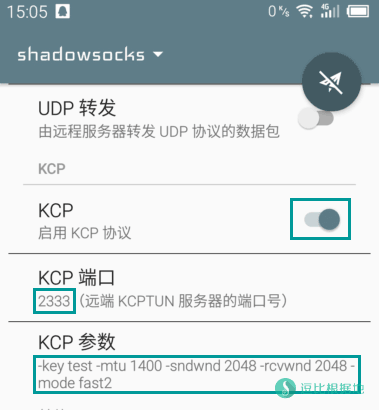 15:05 0 K/s 4G
shadowsocks
UDP 转发
由远程服务器转发 UDP 协议的数据包
KCP
KCP
启用 KCP 协议
KCP 端口
2333 (远端 KCPTUN 服务器的端口号)
KCP 参数
-key test -mtu 1400 -sndwnd 2048 -rcvwnd 2048 -
mode fast2
逗比根据地